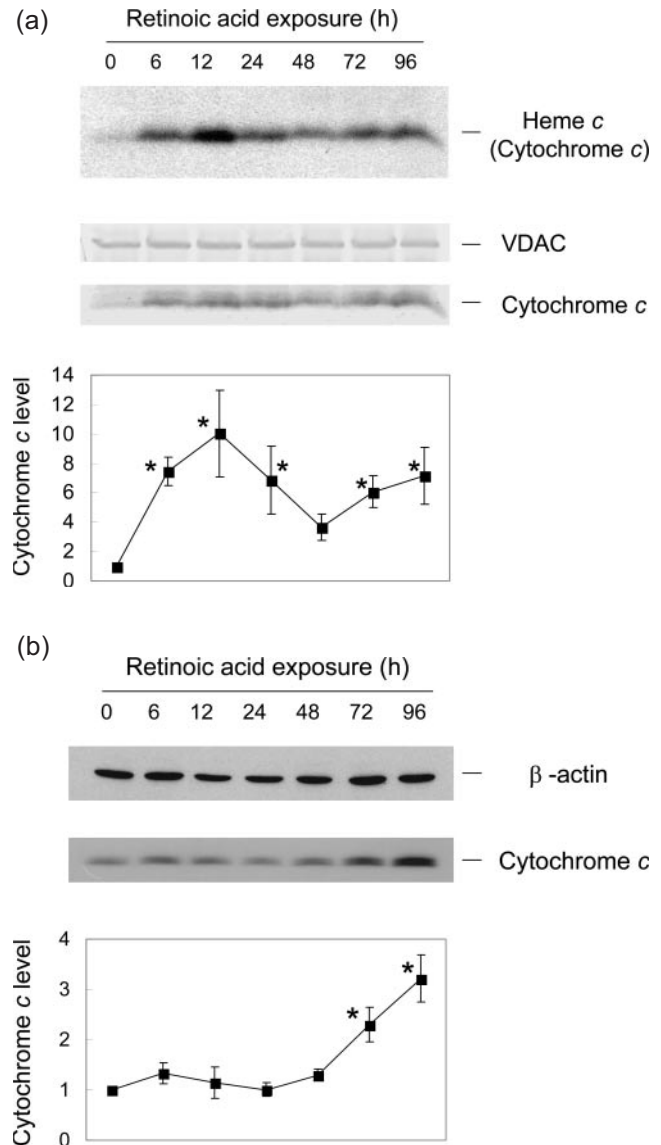 (a)
Retinoic acid exposure (h)
0 6 12 24 48 72 96
Heme c
(Cytochrome c)
VDAC
Cytochrome c
Cytochrome c level
14
12
10
8
6
4
2
0
* * * * *
(b)
Retinoic acid exposure (h)
0 6 12 24 48 72 96
β -actin
Cytochrome c
Cytochrome c level
4
3
2
1
0
* *